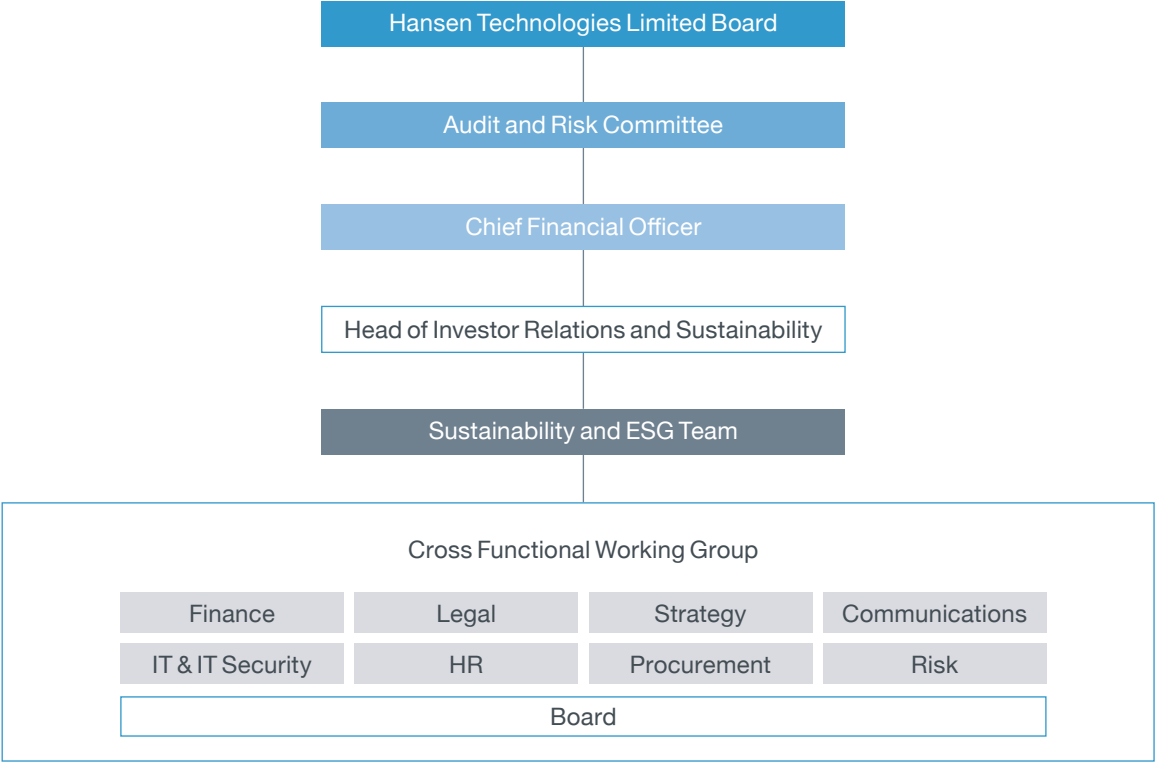 Hansen Technologies Limited Board
Audit and Risk Committee
Chief Financial Officer
Head of Investor Relations and Sustainability
Sustainability and ESG Team
Cross Functional Working Group
Finance Legal Strategy Communications
IT & IT Security HR Procurement Risk
Board